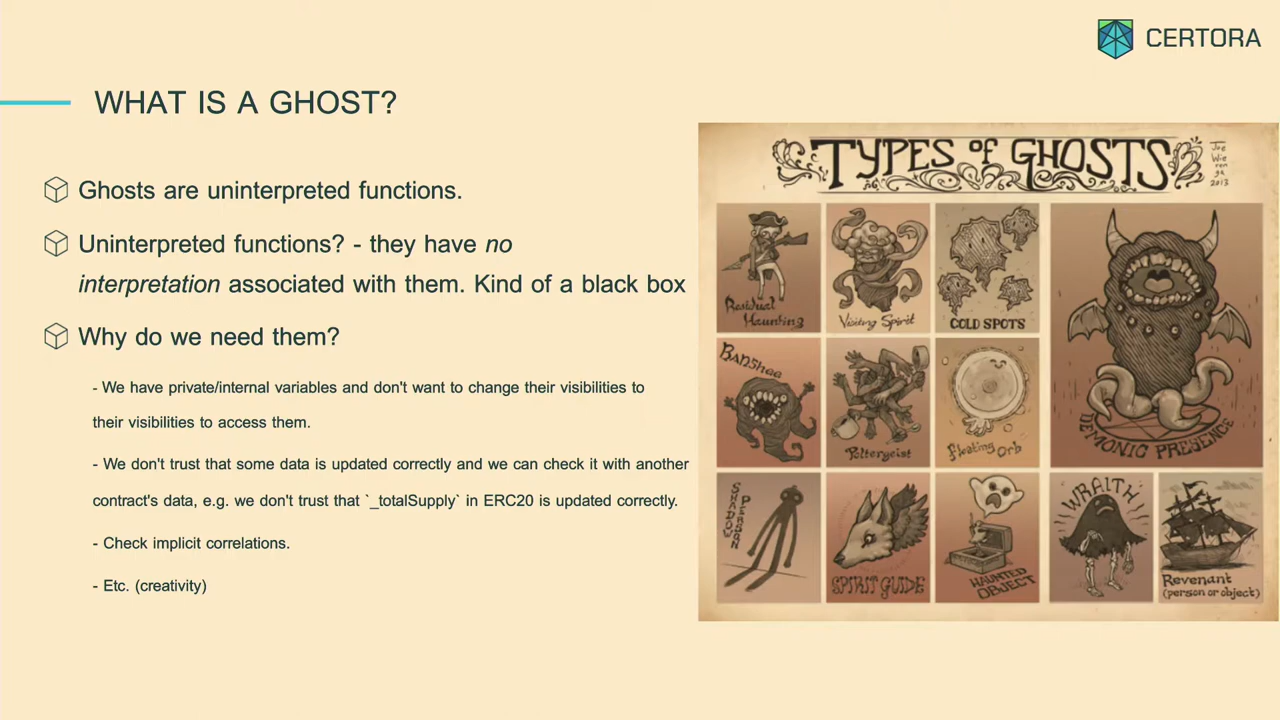 CERTORA
WHAT IS A GHOST?
Ghosts are uninterpreted functions.
Uninterpreted functions? - they have no
interpretation associated with them. Kind of a black box
Why do we need them?
- We have private/internal variables and don't want to change their visibilities to
their visibilities to access them.
- We don't trust that some data is updated correctly and we can check it with another
contract's data, e.g. we don't trust that `_totalSupply` in ERC20 is updated correctly.
- Check implicit correlations.
- Etc. (creativity)
TYPES OF GHOSTS
Joe
Wie
ren
ga
2013
Residual
Haunting
Visiting Spirit
COLD SPOTS
BANSHEE
Poltergeist
Floating Orb
DEMONIC PRESENCE
SHADOW
PERSON
SPIRIT GUIDE
HAUNTED
OBJECT
WRAITH
Revenant
(person or object)